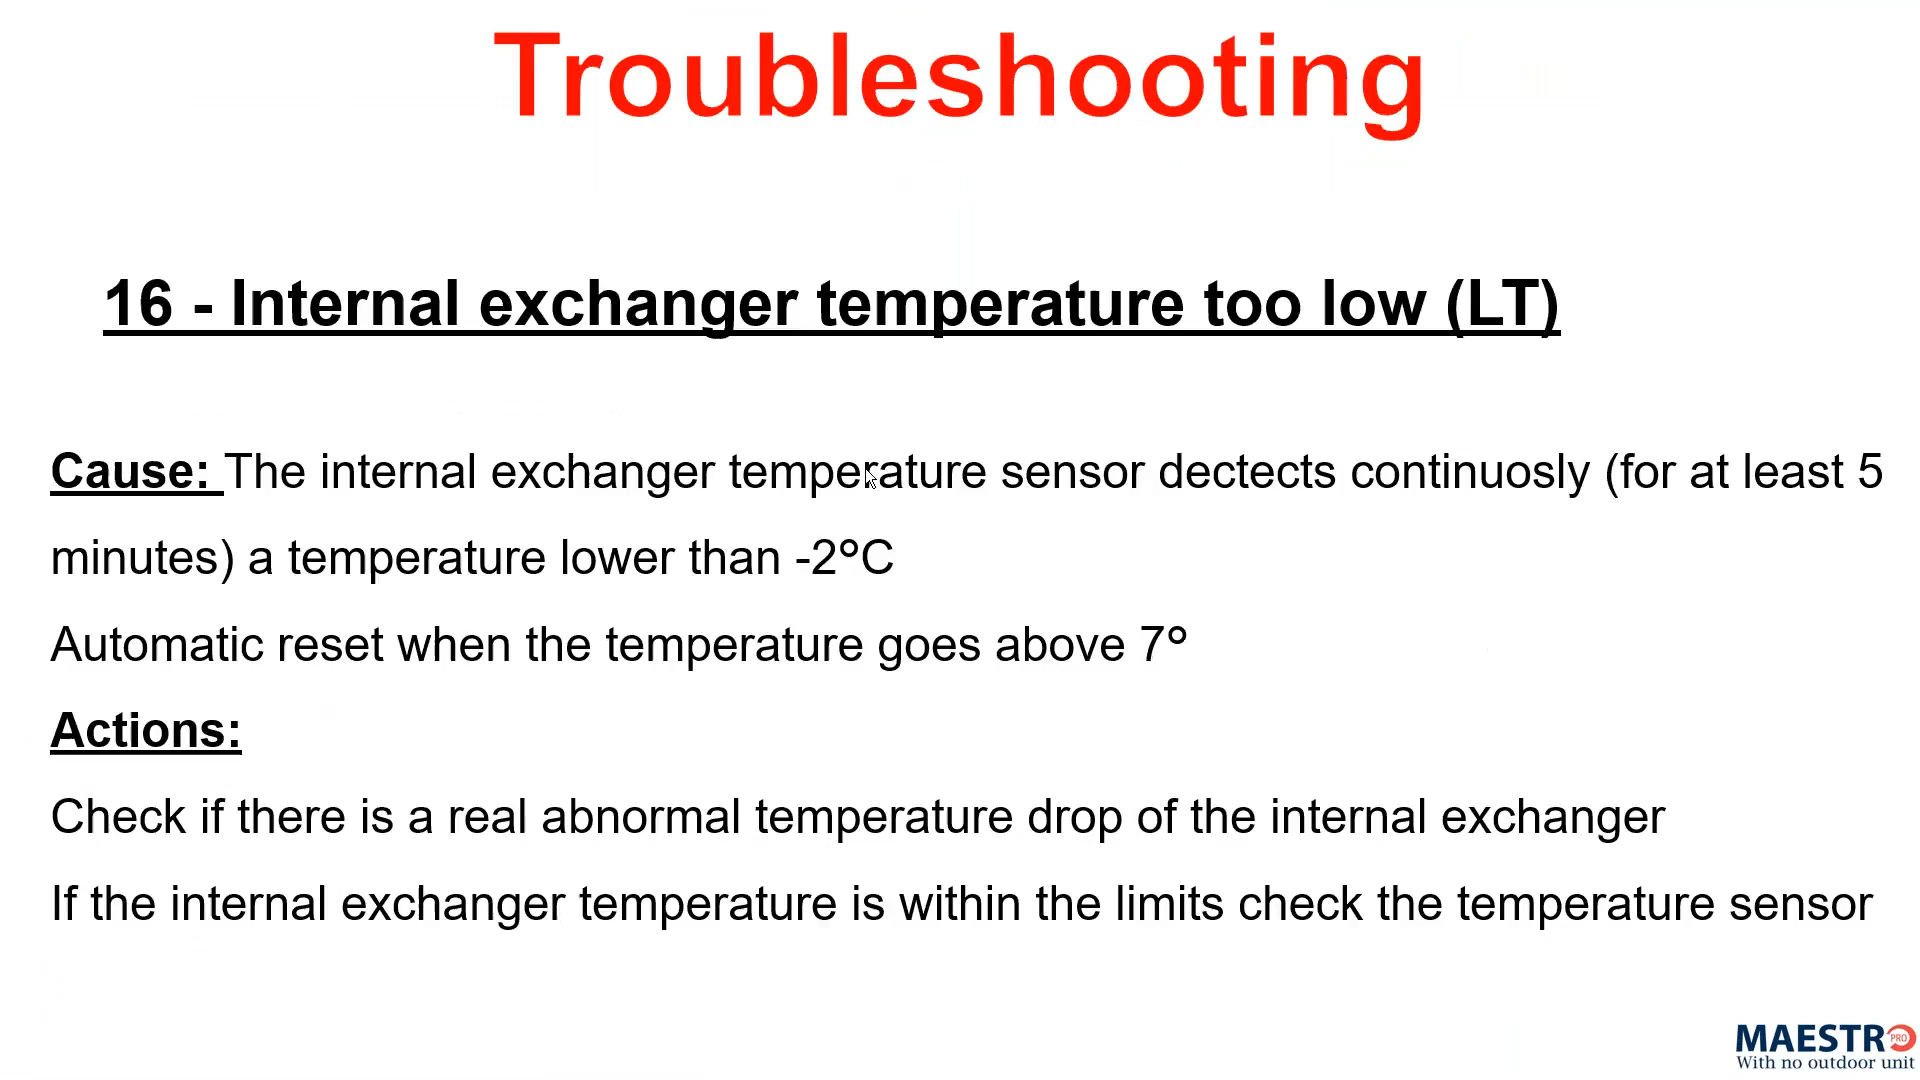 Troubleshooting
16 - Internal exchanger temperature too low (LT)
Cause: The internal exchanger temperature sensor dectects continuosly (for at least 5
minutes) a temperature lower than -2°C
Automatic reset when the temperature goes above 7°
Actions:
Check if there is a real abnormal temperature drop of the internal exchanger
If the internal exchanger temperature is within the limits check the temperature sensor
MAESTRO PRO
With no outdoor unit